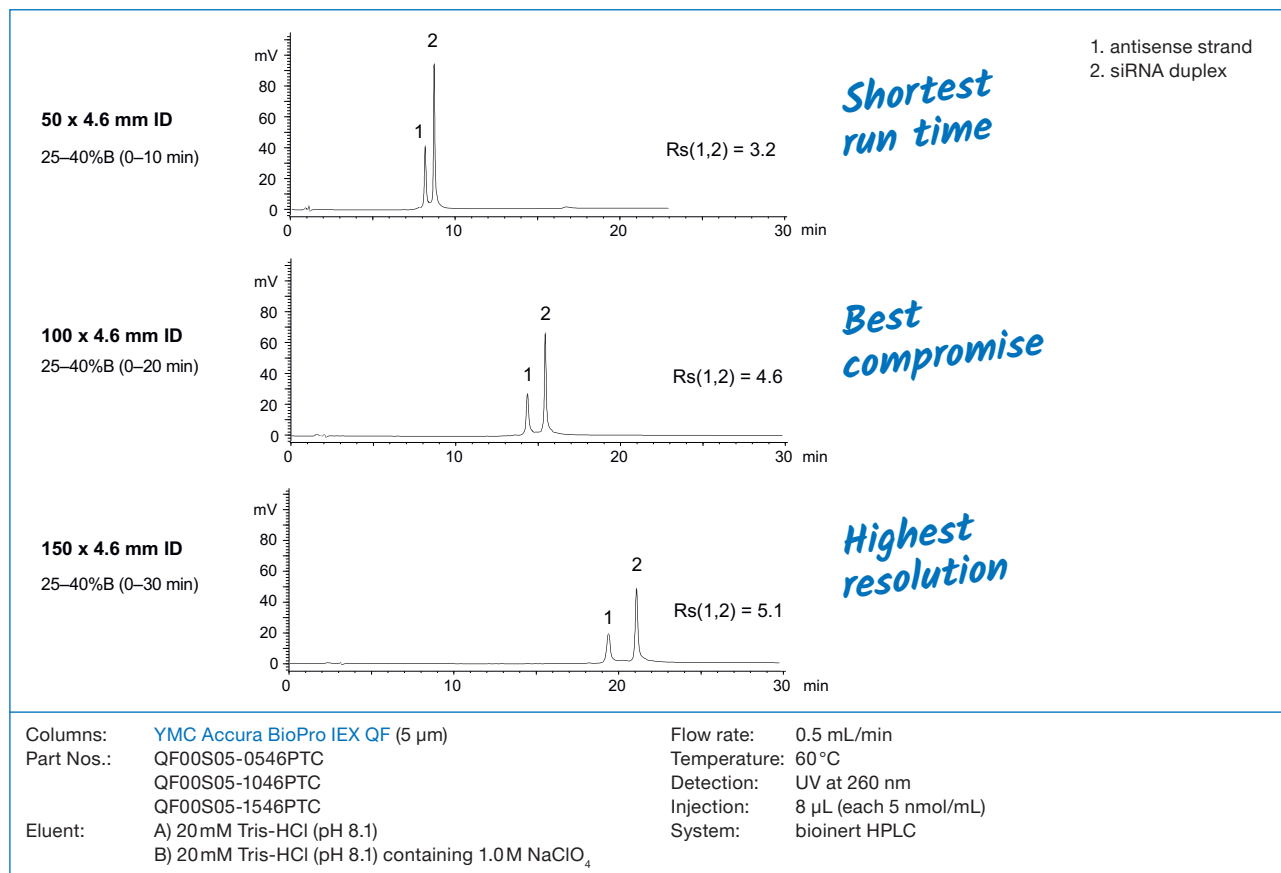 1. antisense strand
2. siRNA duplex
50 x 4.6 mm ID
25–40%B (0–10 min)
mV
80
60
40
20
0
1
2
Rs(1,2) = 3.2
0
10
20
30
min
Shortest
run time
100 x 4.6 mm ID
25–40%B (0–20 min)
mV
80
60
40
20
0
1
2
Rs(1,2) = 4.6
0
10
20
30
min
Best
compromise
150 x 4.6 mm ID
25–40%B (0–30 min)
mV
80
60
40
20
0
1
2
Rs(1,2) = 5.1
0
10
20
30
min
Highest
resolution
Columns: YMC Accura BioPro IEX QF (5 µm)
Part Nos.: QF00S05-0546PTC
QF00S05-1046PTC
QF00S05-1546PTC
Eluent: A) 20 mM Tris-HCl (pH 8.1)
B) 20 mM Tris-HCl (pH 8.1) containing 1.0 M NaClO₄
Flow rate: 0.5 mL/min
Temperature: 60 °C
Detection: UV at 260 nm
Injection: 8 µL (each 5 nmol/mL)
System: bioinert HPLC